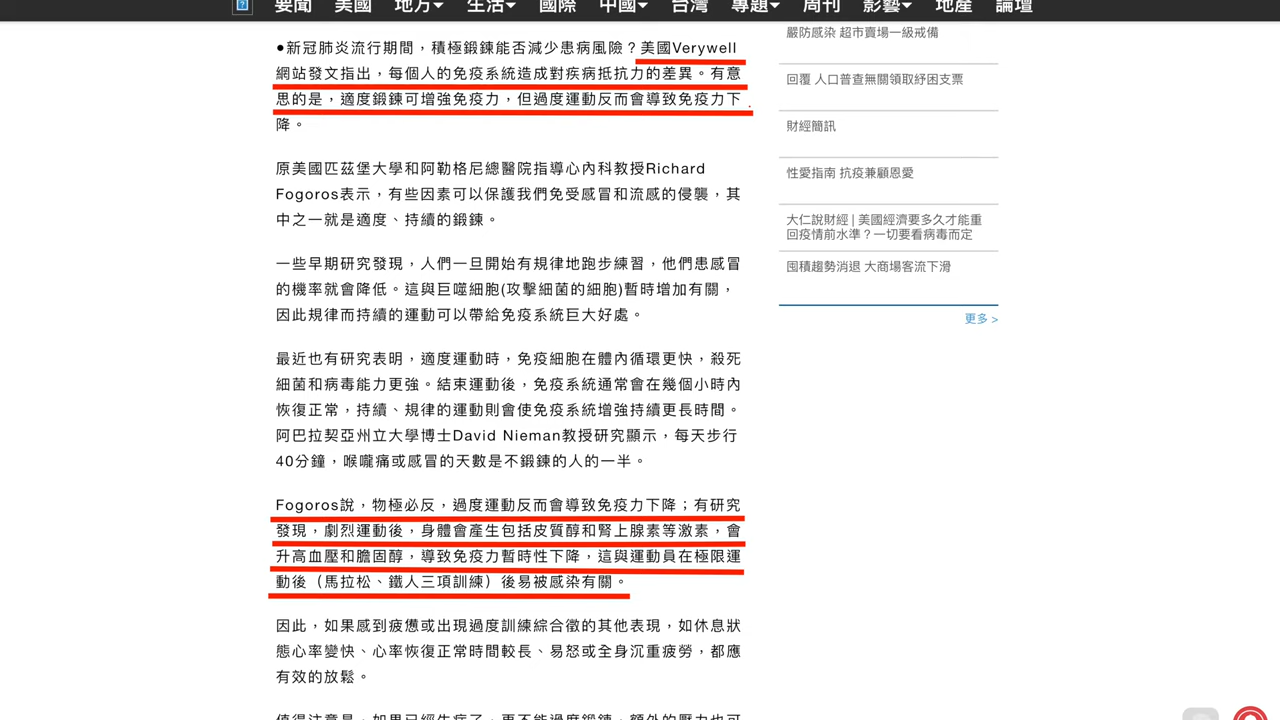 要聞 美國 地方 生活 國際 中國 台灣 專題 周刊 影藝 地產 論壇
●新冠肺炎流行期間，積極鍛鍊能否減少患病風險？美國Verywell
網站發文指出，每個人的免疫系統造成對疾病抵抗力的差異。有意
思的是，適度鍛鍊可增強免疫力，但過度運動反而會導致免疫力下
降。
原美國匹茲堡大學和阿勒格尼總醫院指導心內科教授Richard
Fogoros表示，有些因素可以保護我們免受感冒和流感的侵襲，其
中之一就是適度、持續的鍛鍊。
一些早期研究發現，人們一旦開始有規律地跑步練習，他們患感冒
的機率就會降低。這與巨噬細胞(攻擊細菌的細胞)暫時增加有關，
因此規律而持續的運動可以帶給免疫系統巨大好處。
最近也有研究表明，適度運動時，免疫細胞在體內循環更快，殺死
細菌和病毒能力更強。結束運動後，免疫系統通常會在幾個小時內
恢復正常，持續、規律的運動則會使免疫系統增強持續更長時間。
阿巴拉契亞州立大學博士David Nieman教授研究顯示，每天步行
40分鐘，喉嚨痛或感冒的天數是不鍛鍊的人的一半。
Fogoros說，物極必反，過度運動反而會導致免疫力下降；有研究
發現，劇烈運動後，身體會產生包括皮質醇和腎上腺素等激素，會
升高血壓和膽固醇，導致免疫力暫時性下降，這與運動員在極限運
動後（馬拉松、鐵人三項訓練）後易被感染有關。
因此，如果感到疲憊或出現過度訓練綜合徵的其他表現，如休息狀
態心率變快、心率恢復正常時間較長、易怒或全身沉重疲勞，都應
有效的放鬆。
值得注意是，如果已經生病了，更不能過度鍛鍊，額外的壓力也可
嚴防感染 超市賣場一級戒備
回覆 人口普查無關領取紓困支票
財經簡訊
性愛指南 抗疫兼顧恩愛
大仁說財經 | 美國經濟要多久才能重
回疫情前水準？一切要看病毒而定
囤積趨勢消退 大商場客流下滑
更多 >